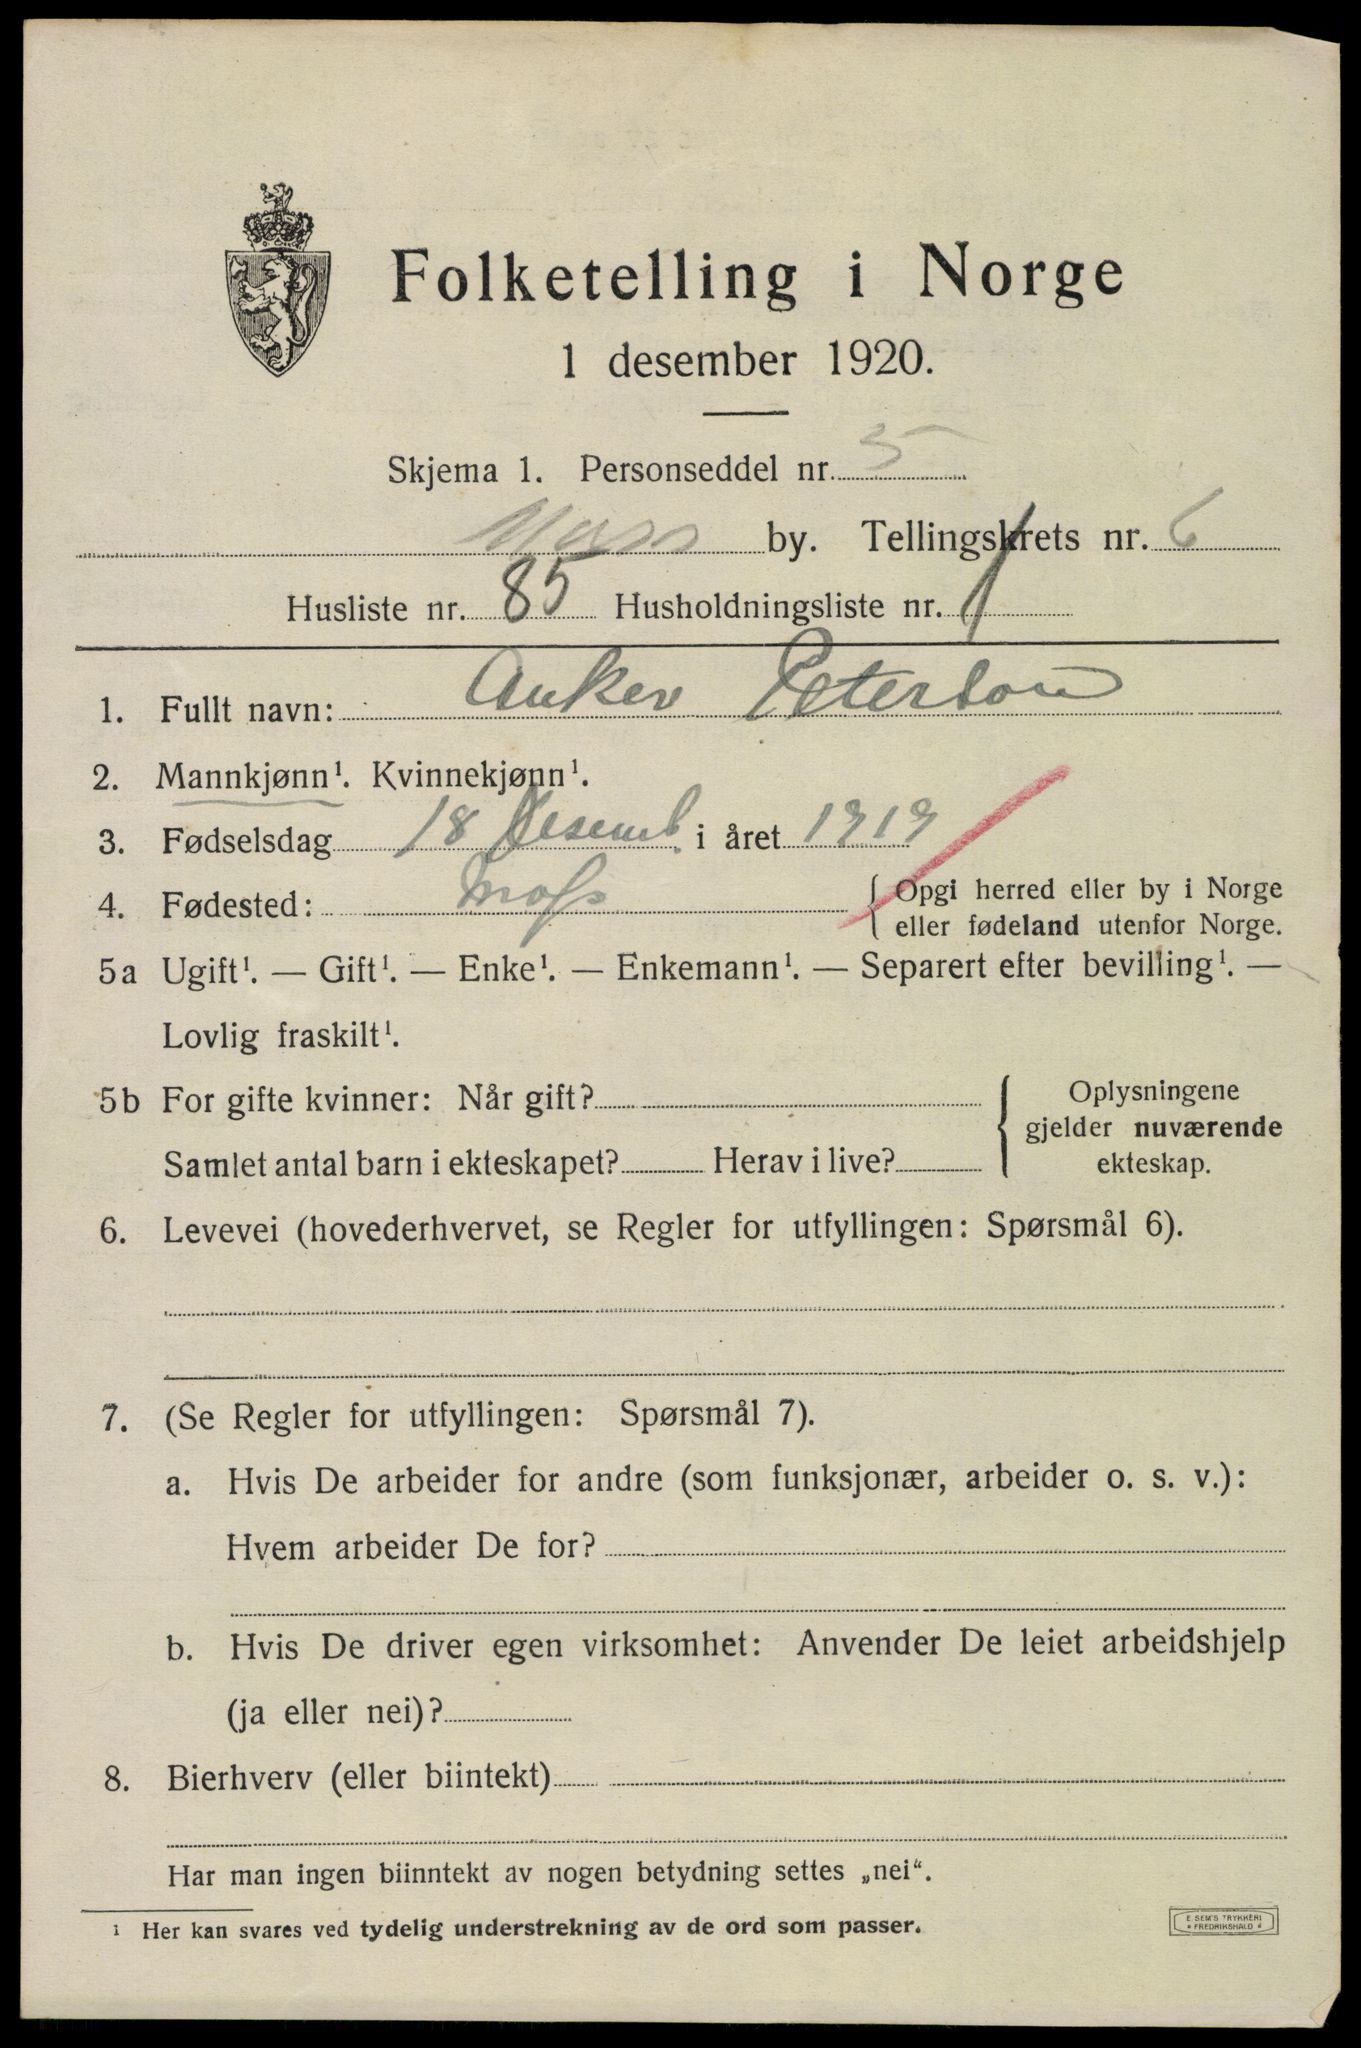 Folketelling i Norge
1 desember 1920.
Skjema 1. Personseddel nr. 5
Moss by. Tellingskrets nr. 6
Husliste nr. 85 Husholdningsliste nr. 1
1. Fullt navn: Anker Peterson
2. Mannkjønn¹. Kvinnekjønn¹.
3. Fødselsdag 18 Desemb. i året 1919
4. Fødested: Moss { Opgi herred eller by i Norge
eller fødeland utenfor Norge.
5a Ugift¹. — Gift¹. — Enke¹. — Enkemann¹. — Separert efter bevilling¹. —
Lovlig fraskilt¹.
5b For gifte kvinner: Når gift? { Oplysningene
gjelder nuværende
Samlet antal barn i ekteskapet? Herav i live? ekteskap.
6. Levevei (hovederhvervet, se Regler for utfyllingen: Spørsmål 6).
7. (Se Regler for utfyllingen: Spørsmål 7).
a. Hvis De arbeider for andre (som funksjonær, arbeider o. s. v.):
Hvem arbeider De for?
b. Hvis De driver egen virksomhet: Anvender De leiet arbeidshjelp
(ja eller nei)?
8. Bierhverv (eller biintekt)
Har man ingen biinntekt av nogen betydning settes „nei“.
¹ Her kan svares ved tydelig understrekning av de ord som passer.
E SEM'S TRYKKERI
* FREDRIKSHALD *